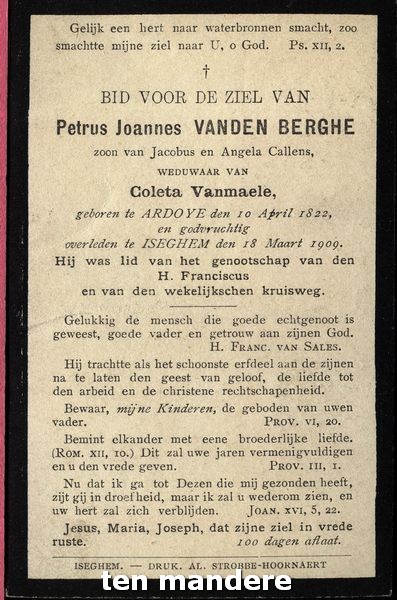 Gelijk een hert naar waterbronnen smacht, zoo
smachtte mijne ziel naar U, o God. Ps. XII, 2.
†
BID VOOR DE ZIEL VAN
Petrus Joannes VANDEN BERGHE
zoon van Jacobus en Angela Callens,
WEDUWAAR VAN
Coleta Vanmaele,
geboren te ARDOYE den 10 April 1822,
en godvruchtig
overleden te ISEGHEM den 18 Maart 1909.
Hij was lid van het genootschap van den
H. Franciscus
en van den wekelijkschen kruisweg.
Gelukkig de mensch die goede echtgenoot is
geweest, goede vader en getrouw aan zijnen God.
H. FRANC. VAN SALES.
Hij trachtte als het schoonste erfdeel aan de zijnen
na te laten den geest van geloof, de liefde tot
den arbeid en de christene rechtschapenheid.
Bewaar, mijne Kinderen, de geboden van uwen
vader. PROV. VI, 20.
Bemint elkander met eene broederlijke liefde.
(ROM. XII, 10.) Dit zal uwe jaren vermenigvuldigen
en u den vrede geven. PROV. III, 1.
Nu dat ik ga tot Dezen die mij gezonden heeft,
zijt gij in droefheid, maar ik zal u wederom zien, en
uw hert zal zich verblijden. JOAN. XVI, 5, 22.
Jesus, Maria, Joseph, dat zijne ziel in vrede
ruste. 100 dagen aflaat.
ISEGHEM. — DRUK. AL. STROBBE-HOORNAERT
ten mandere